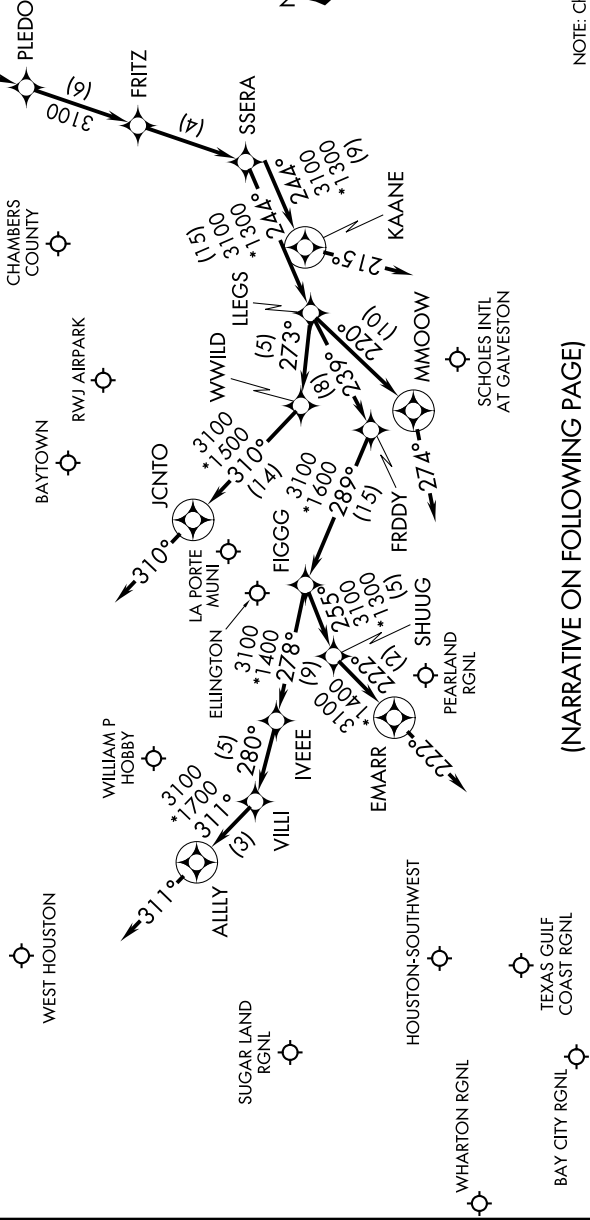 WEST HOUSTON
SUGAR LAND
RGNL
WHARTON RGNL
BAY CITY RGNL
TEXAS GULF
COAST RGNL
HOUSTON-SOUTHWEST
WILLIAM P
HOBBY
ALLLY
311°
(3)
311°
*1700
3100
VILLI
(5)
280°
IVEEE
3100
*1400
278°
(9)
ELLINGTON
LA PORTE
MUNI
EMARR
222°
3100
*1400
222°
(2)
SHUUG
PEARLAND
RGNL
255°
3100
*1300
(5)
FIGGG
3100
*1600
289°
(15)
FRDDY
JCNTO
310°
3100
*1500
310°
(14)
WWILD
(5)
273°
LLEGS
(8)
239°
220°
(10)
MMOOW
274°
SCHOLES INTL
AT GALVESTON
BAYTOWN
RWJ AIRPARK
CHAMBERS
COUNTY
(15)
3100
*1300
244°
244°
3100
*1300
(9)
KAANE
215°
SSERA
(4)
FRITZ
3100
(6)
PLEDO
N
NOTE: Ch
(NARRATIVE ON FOLLOWING PAGE)